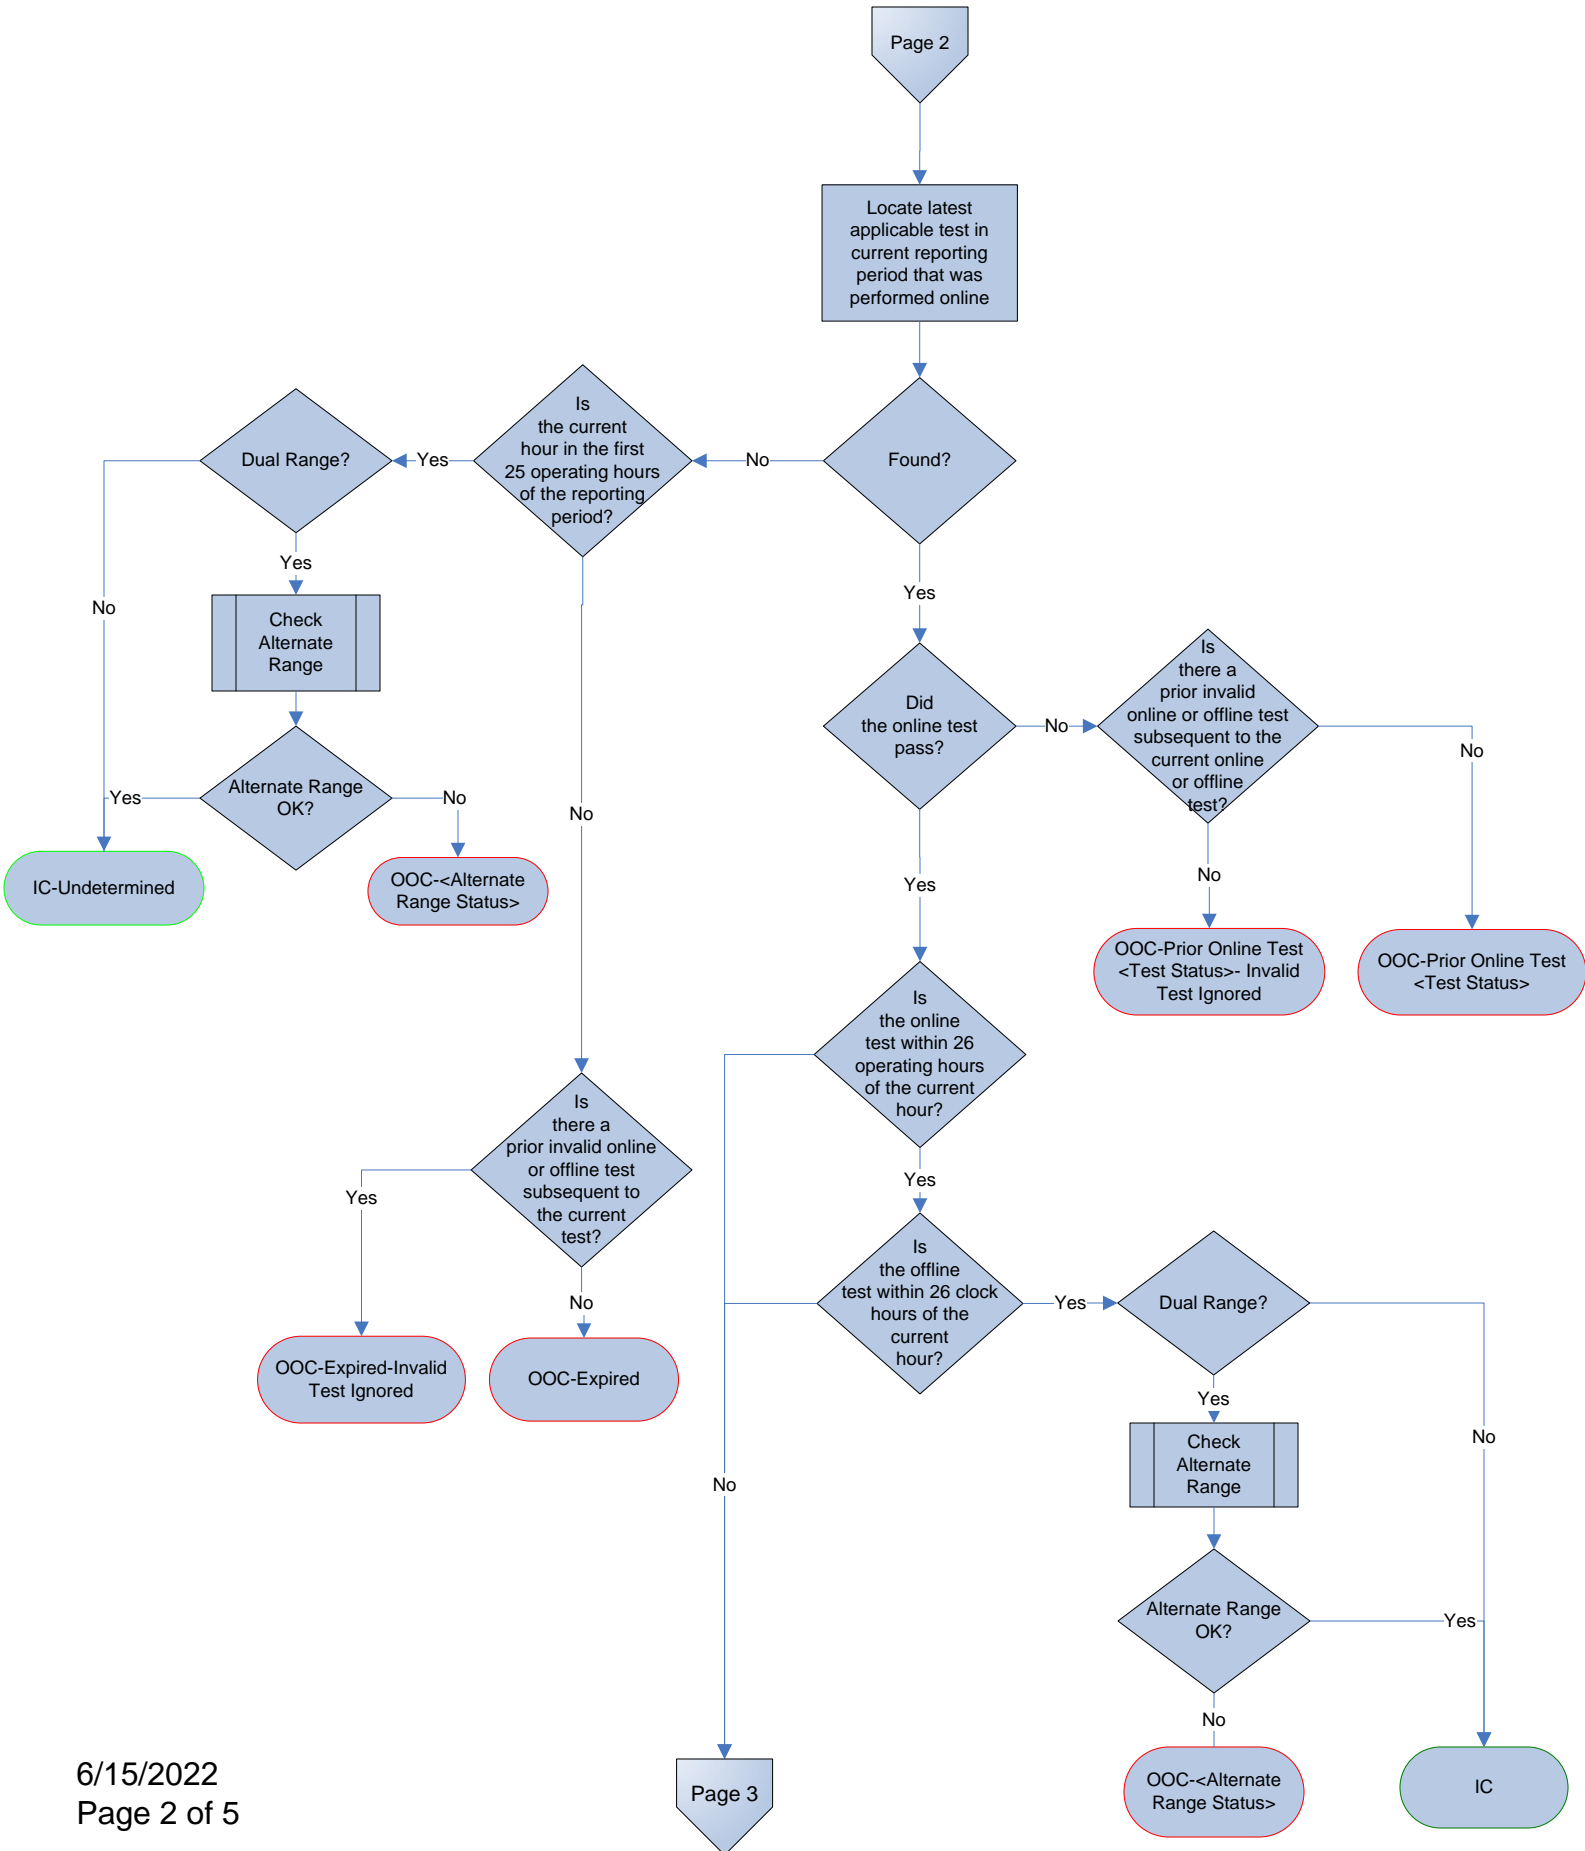 Page 2
Locate latest
applicable test in
current reporting
period that was
performed online
Found?
No
Is
the current
hour in the first
25 operating hours
of the reporting
period?
Yes
Dual Range?
No
Yes
Check
Alternate
Range
Alternate Range
OK?
Yes
No
IC-Undetermined
OOC-<Alternate
Range Status>
No
Is
there a
prior invalid online
or offline test
subsequent to
the current
test?
Yes
No
OOC-Expired-Invalid
Test Ignored
OOC-Expired
Yes
Did
the online test
pass?
No
Is
there a
prior invalid
online or offline test
subsequent to the
current online
or offline
test?
No
No
OOC-Prior Online Test
<Test Status>- Invalid
Test Ignored
OOC-Prior Online Test
<Test Status>
Yes
Is
the online
test within 26
operating hours
of the current
hour?
Yes
Is
the offline
test within 26 clock
hours of the
current
hour?
Yes
Dual Range?
Yes
No
Check
Alternate
Range
Alternate Range
OK?
Yes
No
OOC-<Alternate
Range Status>
IC
No
Page 3
6/15/2022
Page 2 of 5